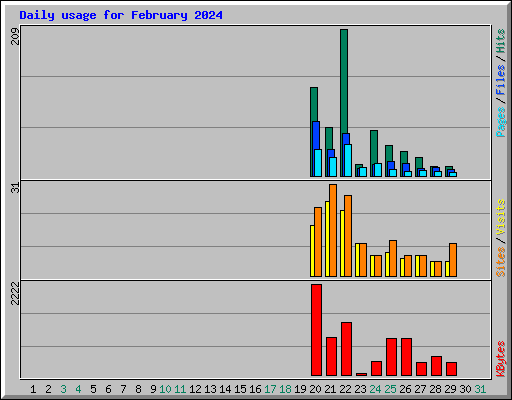 Daily usage for February 2024
209
Pages / Files / Hits
31
Sites / Visits
2222
KBytes
1 2 3 4 5 6 7 8 9 10 11 12 13 14 15 16 17 18 19 20 21 22 23 24 25 26 27 28 29 30 31